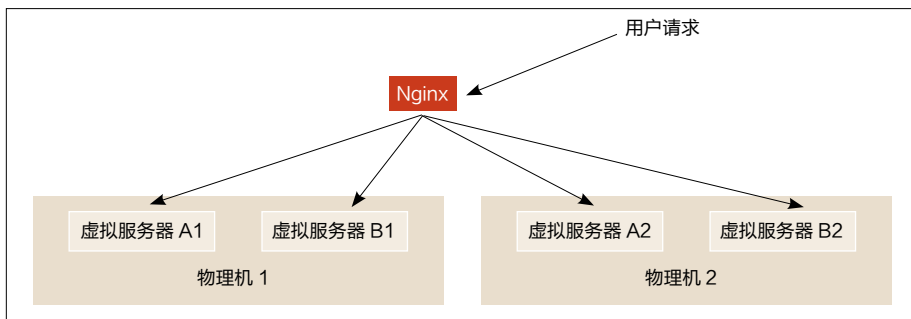 用户请求
Nginx
虚拟服务器 A1
虚拟服务器 B1
虚拟服务器 A2
虚拟服务器 B2
物理机 1
物理机 2